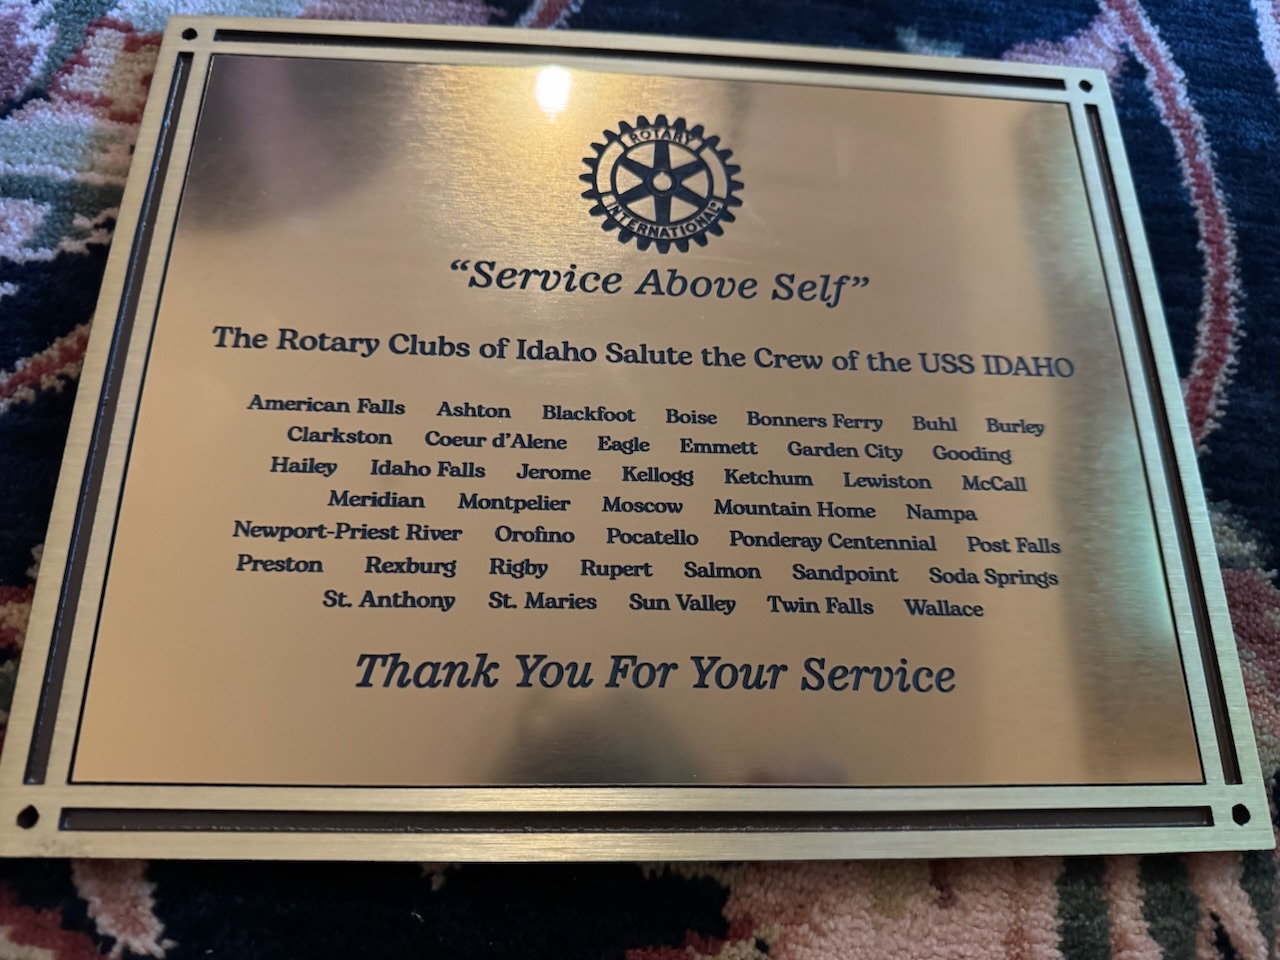 ROTARY
INTERNATIONAL
“Service Above Self”
The Rotary Clubs of Idaho Salute the Crew of the USS IDAHO
American Falls Ashton Blackfoot Boise Bonners Ferry Buhl Burley
Clarkston Coeur d’Alene Eagle Emmett Garden City Gooding
Hailey Idaho Falls Jerome Kellogg Ketchum Lewiston McCall
Meridian Montpelier Moscow Mountain Home Nampa
Newport-Priest River Orofino Pocatello Ponderay Centennial Post Falls
Preston Rexburg Rigby Rupert Salmon Sandpoint Soda Springs
St. Anthony St. Maries Sun Valley Twin Falls Wallace
Thank You For Your Service